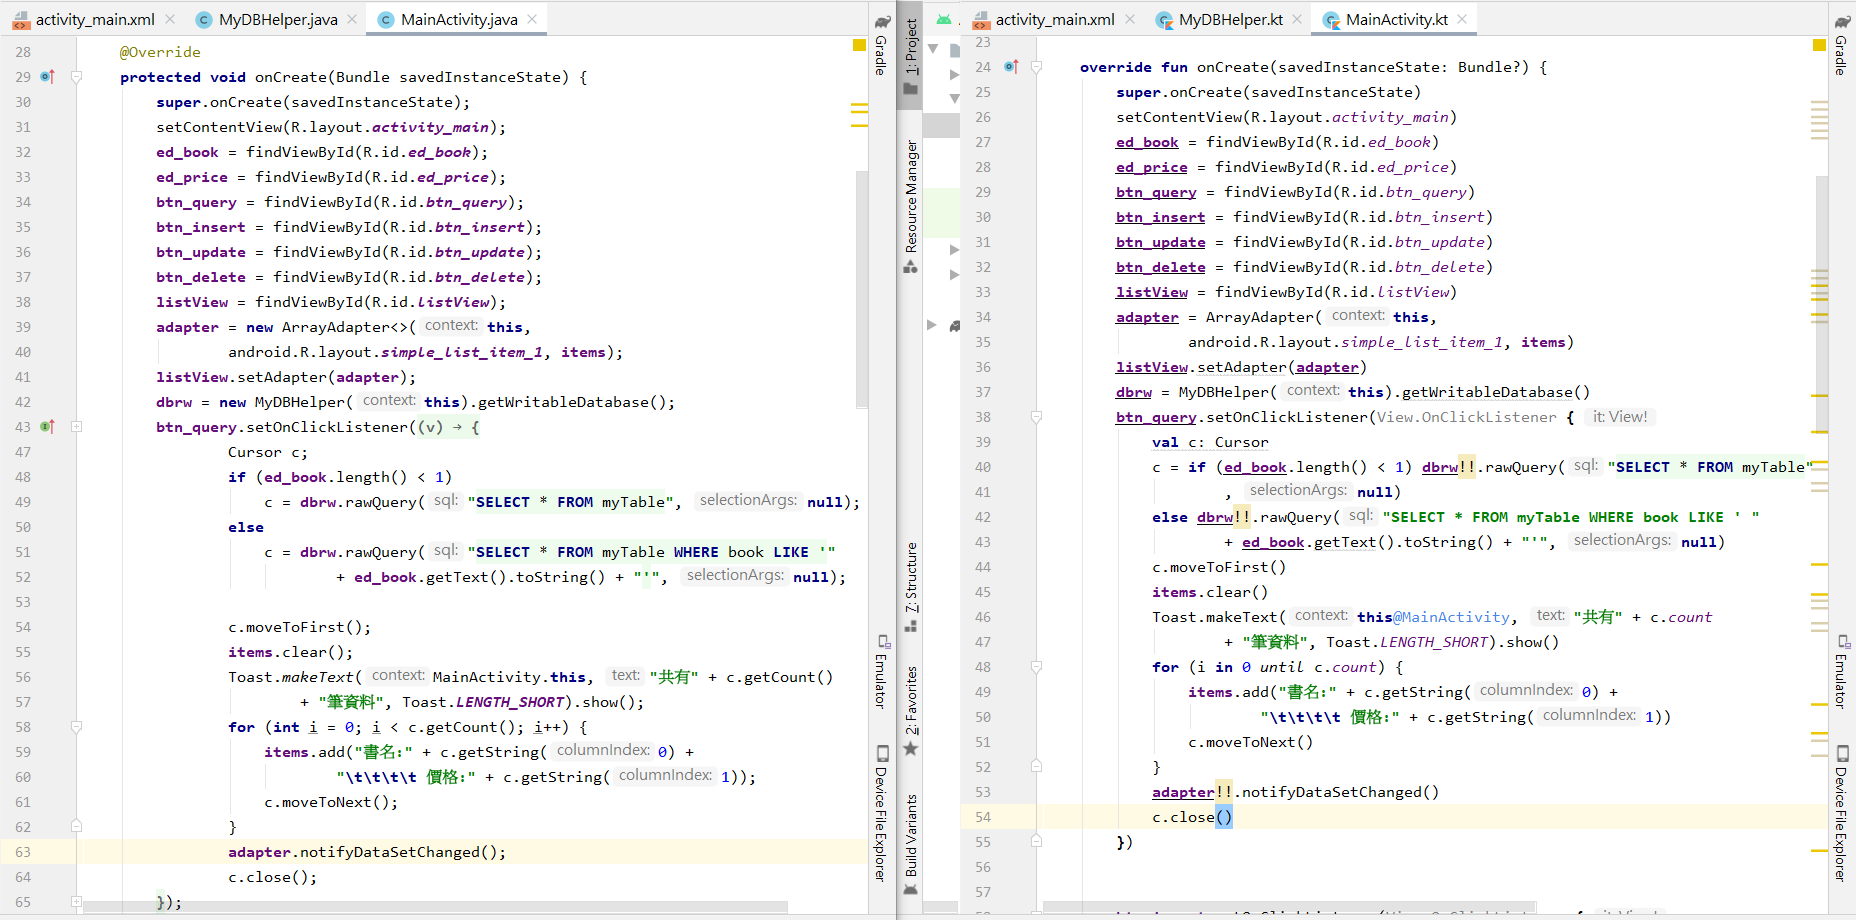 activity_main.xml × MyDBHelper.java × MainActivity.java ×
28 @Override
29 protected void onCreate(Bundle savedInstanceState) {
30 super.onCreate(savedInstanceState);
31 setContentView(R.layout.activity_main);
32 ed_book = findViewById(R.id.ed_book);
33 ed_price = findViewById(R.id.ed_price);
34 btn_query = findViewById(R.id.btn_query);
35 btn_insert = findViewById(R.id.btn_insert);
36 btn_update = findViewById(R.id.btn_update);
37 btn_delete = findViewById(R.id.btn_delete);
38 listView = findViewById(R.id.listView);
39 adapter = new ArrayAdapter<>( context: this,
40 android.R.layout.simple_list_item_1, items);
41 listView.setAdapter(adapter);
42 dbrw = new MyDBHelper( context: this).getWritableDatabase();
43 btn_query.setOnClickListener((v) → {
47 Cursor c;
48 if (ed_book.length() < 1)
49 c = dbrw.rawQuery( sql: "SELECT * FROM myTable", selectionArgs: null);
50 else
51 c = dbrw.rawQuery( sql: "SELECT * FROM myTable WHERE book LIKE '"
52 + ed_book.getText().toString() + "'", selectionArgs: null);
53
54 c.moveToFirst();
55 items.clear();
56 Toast.makeText( context: MainActivity.this, text: "共有" + c.getCount()
57 + "筆資料", Toast.LENGTH_SHORT).show();
58 for (int i = 0; i < c.getCount(); i++) {
59 items.add("書名:" + c.getString( columnIndex: 0) +
60 "\t\t\t\t 價格:" + c.getString( columnIndex: 1));
61 c.moveToNext();
62 }
63 adapter.notifyDataSetChanged();
64 c.close();
65 });
Gradle
Emulator
Device File Explorer
1: Project
Resource Manager
7: Structure
2: Favorites
Build Variants
activity_main.xml × MyDBHelper.kt × MainActivity.kt ×
23
24 override fun onCreate(savedInstanceState: Bundle?) {
25 super.onCreate(savedInstanceState)
26 setContentView(R.layout.activity_main)
27 ed_book = findViewById(R.id.ed_book)
28 ed_price = findViewById(R.id.ed_price)
29 btn_query = findViewById(R.id.btn_query)
30 btn_insert = findViewById(R.id.btn_insert)
31 btn_update = findViewById(R.id.btn_update)
32 btn_delete = findViewById(R.id.btn_delete)
33 listView = findViewById(R.id.listView)
34 adapter = ArrayAdapter( context: this,
35 android.R.layout.simple_list_item_1, items)
36 listView.setAdapter(adapter)
37 dbrw = MyDBHelper( context: this).getWritableDatabase()
38 btn_query.setOnClickListener(View.OnClickListener { it: View!
39 val c: Cursor
40 c = if (ed_book.length() < 1) dbrw!!.rawQuery( sql: "SELECT * FROM myTable"
41 , selectionArgs: null)
42 else dbrw!!.rawQuery( sql: "SELECT * FROM myTable WHERE book LIKE ' "
43 + ed_book.getText().toString() + "'", selectionArgs: null)
44 c.moveToFirst()
45 items.clear()
46 Toast.makeText( context: this@MainActivity, text: "共有" + c.count
47 + "筆資料", Toast.LENGTH_SHORT).show()
48 for (i in 0 until c.count) {
49 items.add("書名:" + c.getString( columnIndex: 0) +
50 "\t\t\t\t 價格:" + c.getString( columnIndex: 1))
51 c.moveToNext()
52 }
53 adapter!!.notifyDataSetChanged()
54 c.close()
55 })
56
57
Gradle
Emulator
Device File Explorer